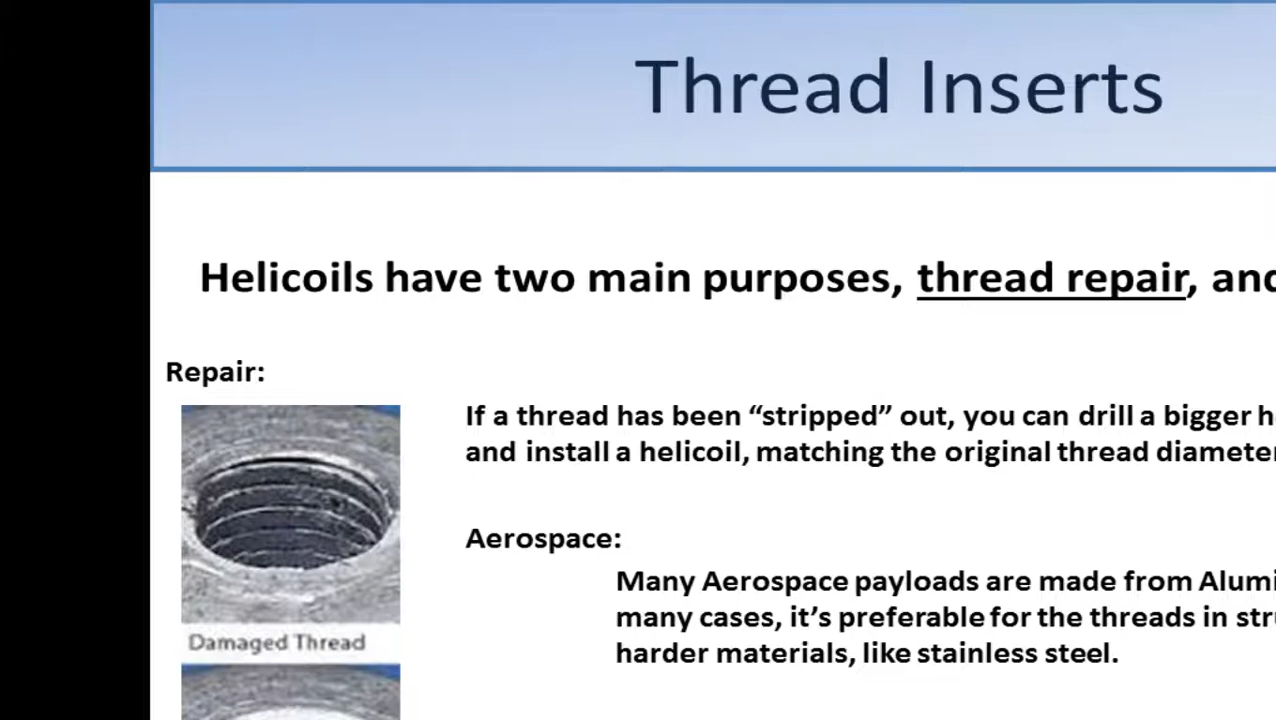 Thread Inserts
Helicoils have two main purposes, thread repair, and
Repair:
If a thread has been “stripped” out, you can drill a bigger
and install a helicoil, matching the original thread diameter
Aerospace:
Many Aerospace payloads are made from
many cases, it’s preferable for the threads in
harder materials, like stainless steel.
Damaged Thread